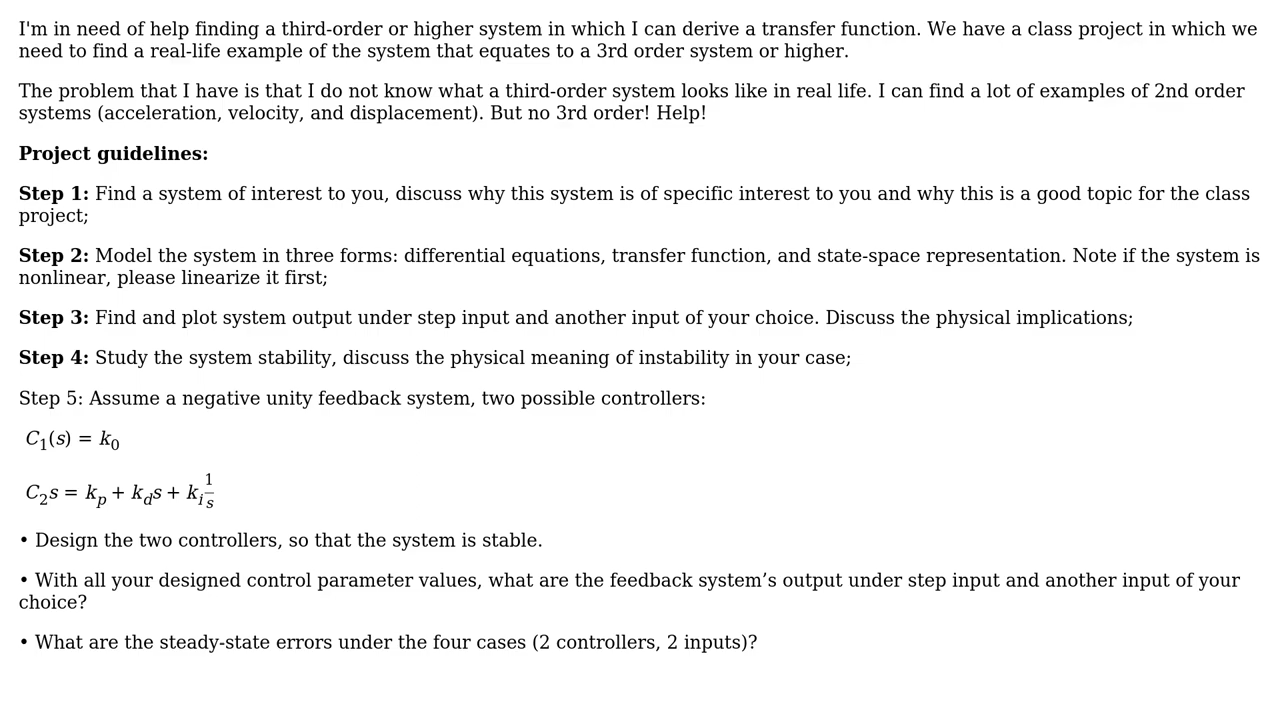 I'm in need of help finding a third-order or higher system in which I can derive a transfer function. We have a class project in which we
need to find a real-life example of the system that equates to a 3rd order system or higher.
The problem that I have is that I do not know what a third-order system looks like in real life. I can find a lot of examples of 2nd order
systems (acceleration, velocity, and displacement). But no 3rd order! Help!
Project guidelines:
Step 1: Find a system of interest to you, discuss why this system is of specific interest to you and why this is a good topic for the class
project;
Step 2: Model the system in three forms: differential equations, transfer function, and state-space representation. Note if the system is
nonlinear, please linearize it first;
Step 3: Find and plot system output under step input and another input of your choice. Discuss the physical implications;
Step 4: Study the system stability, discuss the physical meaning of instability in your case;
Step 5: Assume a negative unity feedback system, two possible controllers:
C₁(s) = k₀
C₂s = kₚ + k_d s + kᵢ 1/s
• Design the two controllers, so that the system is stable.
• With all your designed control parameter values, what are the feedback system’s output under step input and another input of your
choice?
• What are the steady-state errors under the four cases (2 controllers, 2 inputs)?